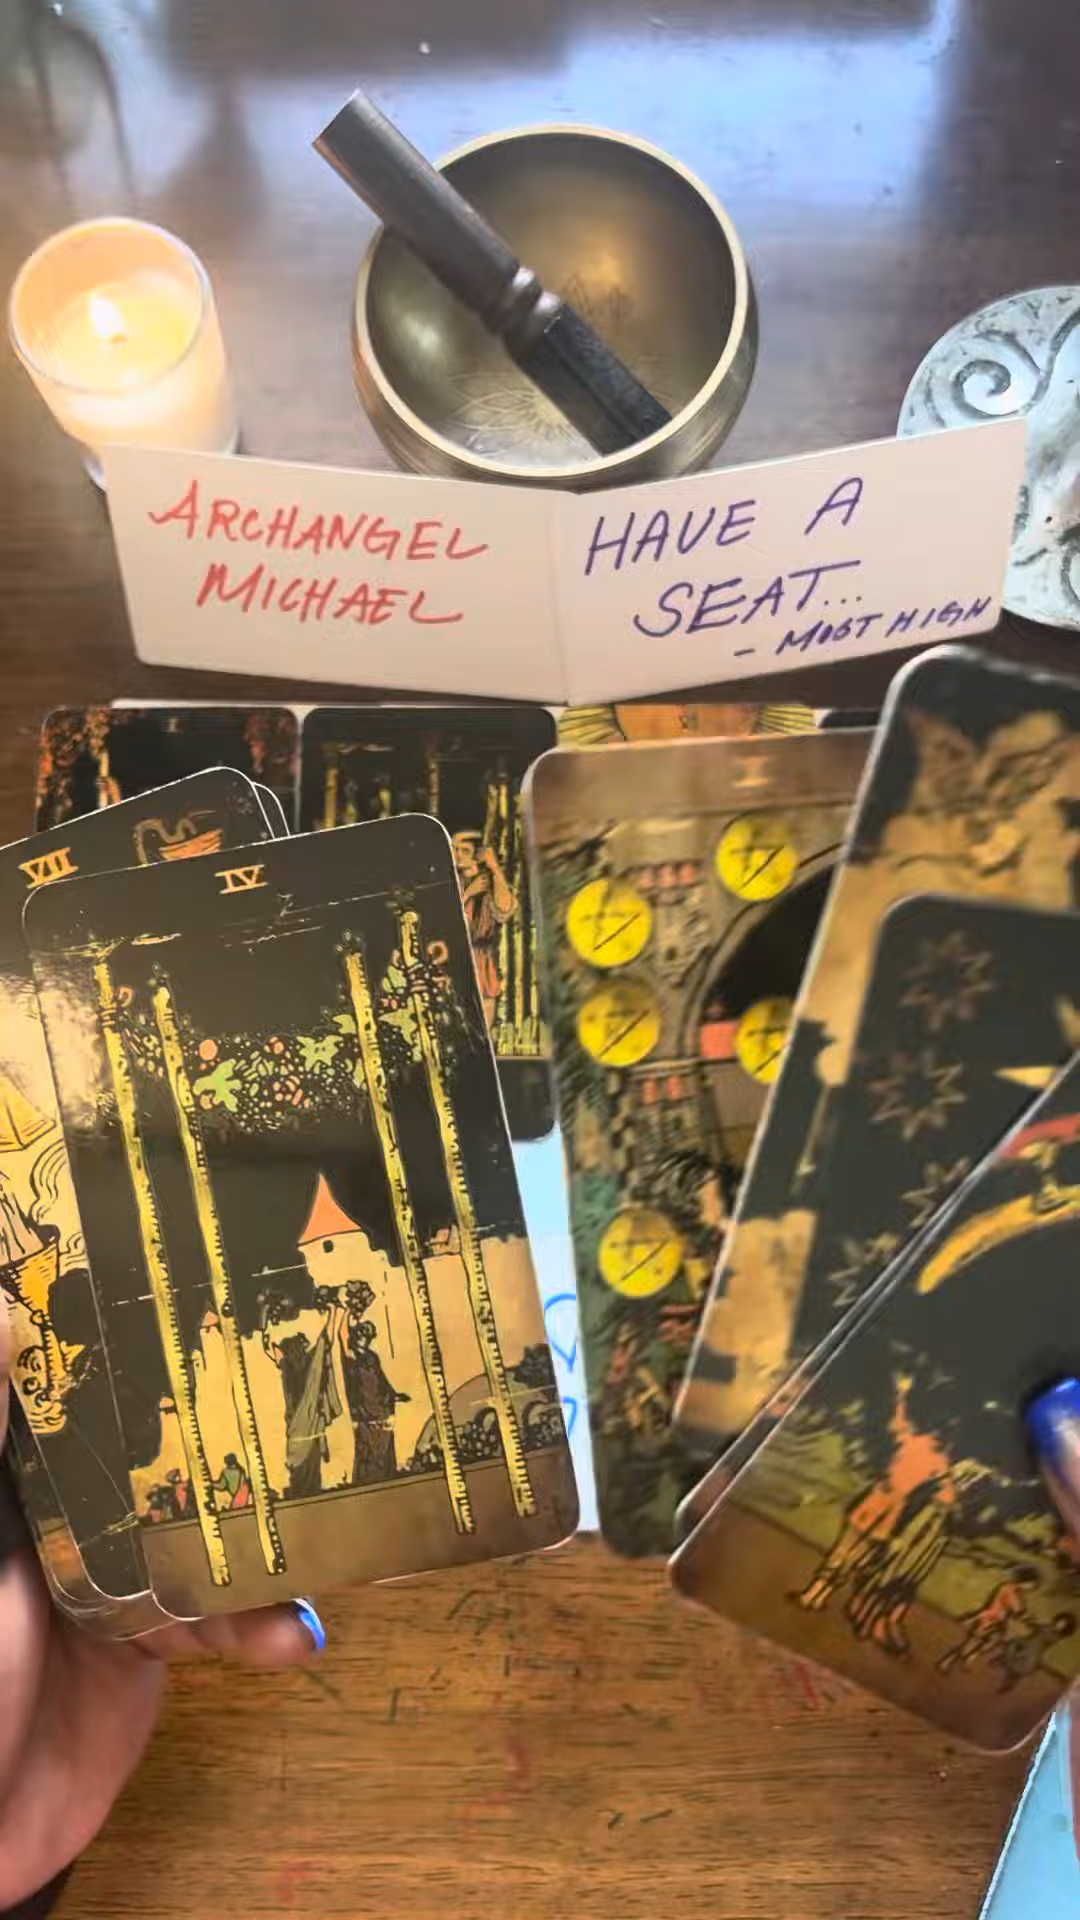 ARCHANGEL
MICHAEL
HAVE A
SEAT...
- MOST HIGH
VII
IV
I